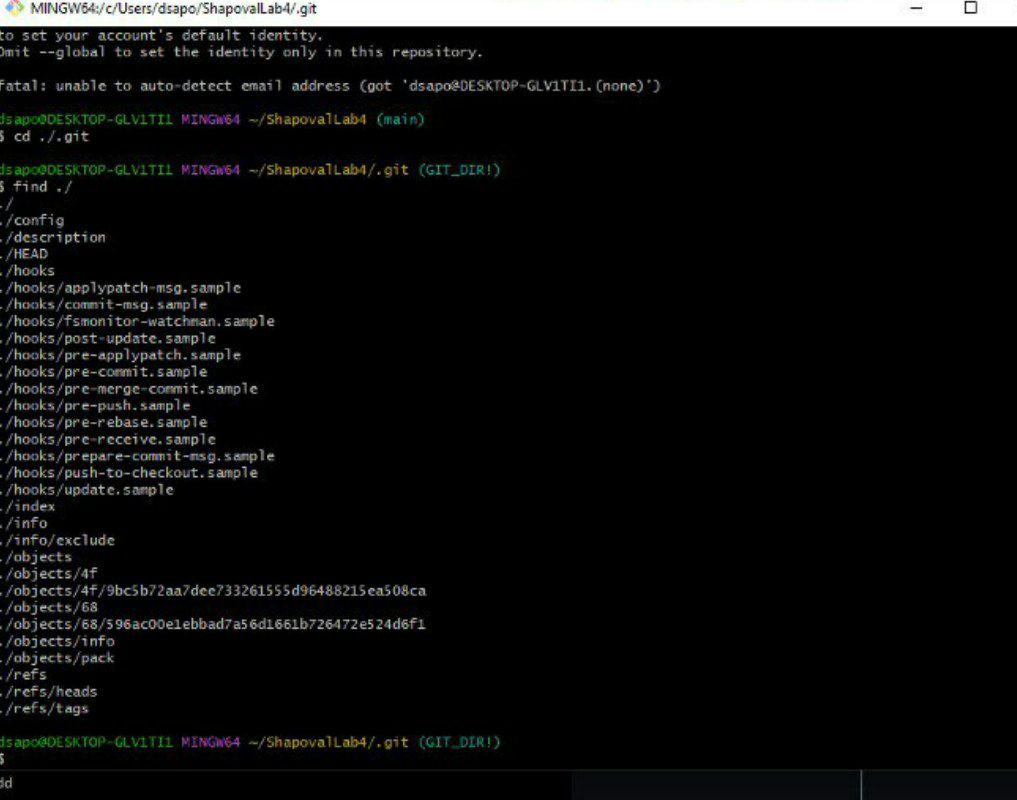 MINGW64:/c/Users/dsapo/ShapovalLab4/.git
to set your account's default identity.
Omit --global to set the identity only in this repository.
fatal: unable to auto-detect email address (got 'dsapo@DESKTOP-GLV1TI1.(none)')
dsapo@DESKTOP-GLV1TI1 MINGW64 ~/ShapovalLab4 (main)
$ cd ./.git
dsapo@DESKTOP-GLV1TI1 MINGW64 ~/ShapovalLab4/.git (GIT_DIR!)
$ find ./
./
./config
./description
./HEAD
./hooks
./hooks/applypatch-msg.sample
./hooks/commit-msg.sample
./hooks/fsmonitor-watchman.sample
./hooks/post-update.sample
./hooks/pre-applypatch.sample
./hooks/pre-commit.sample
./hooks/pre-merge-commit.sample
./hooks/pre-push.sample
./hooks/pre-rebase.sample
./hooks/pre-receive.sample
./hooks/prepare-commit-msg.sample
./hooks/push-to-checkout.sample
./hooks/update.sample
./index
./info
./info/exclude
./objects
./objects/4f
./objects/4f/9bc5b72aa7dee733261555d96488215ea508ca
./objects/68
./objects/68/596ac00e1ebbad7a56d1661b726472e524d6f1
./objects/info
./objects/pack
./refs
./refs/heads
./refs/tags
dsapo@DESKTOP-GLV1TI1 MINGW64 ~/ShapovalLab4/.git (GIT_DIR!)
$
dd